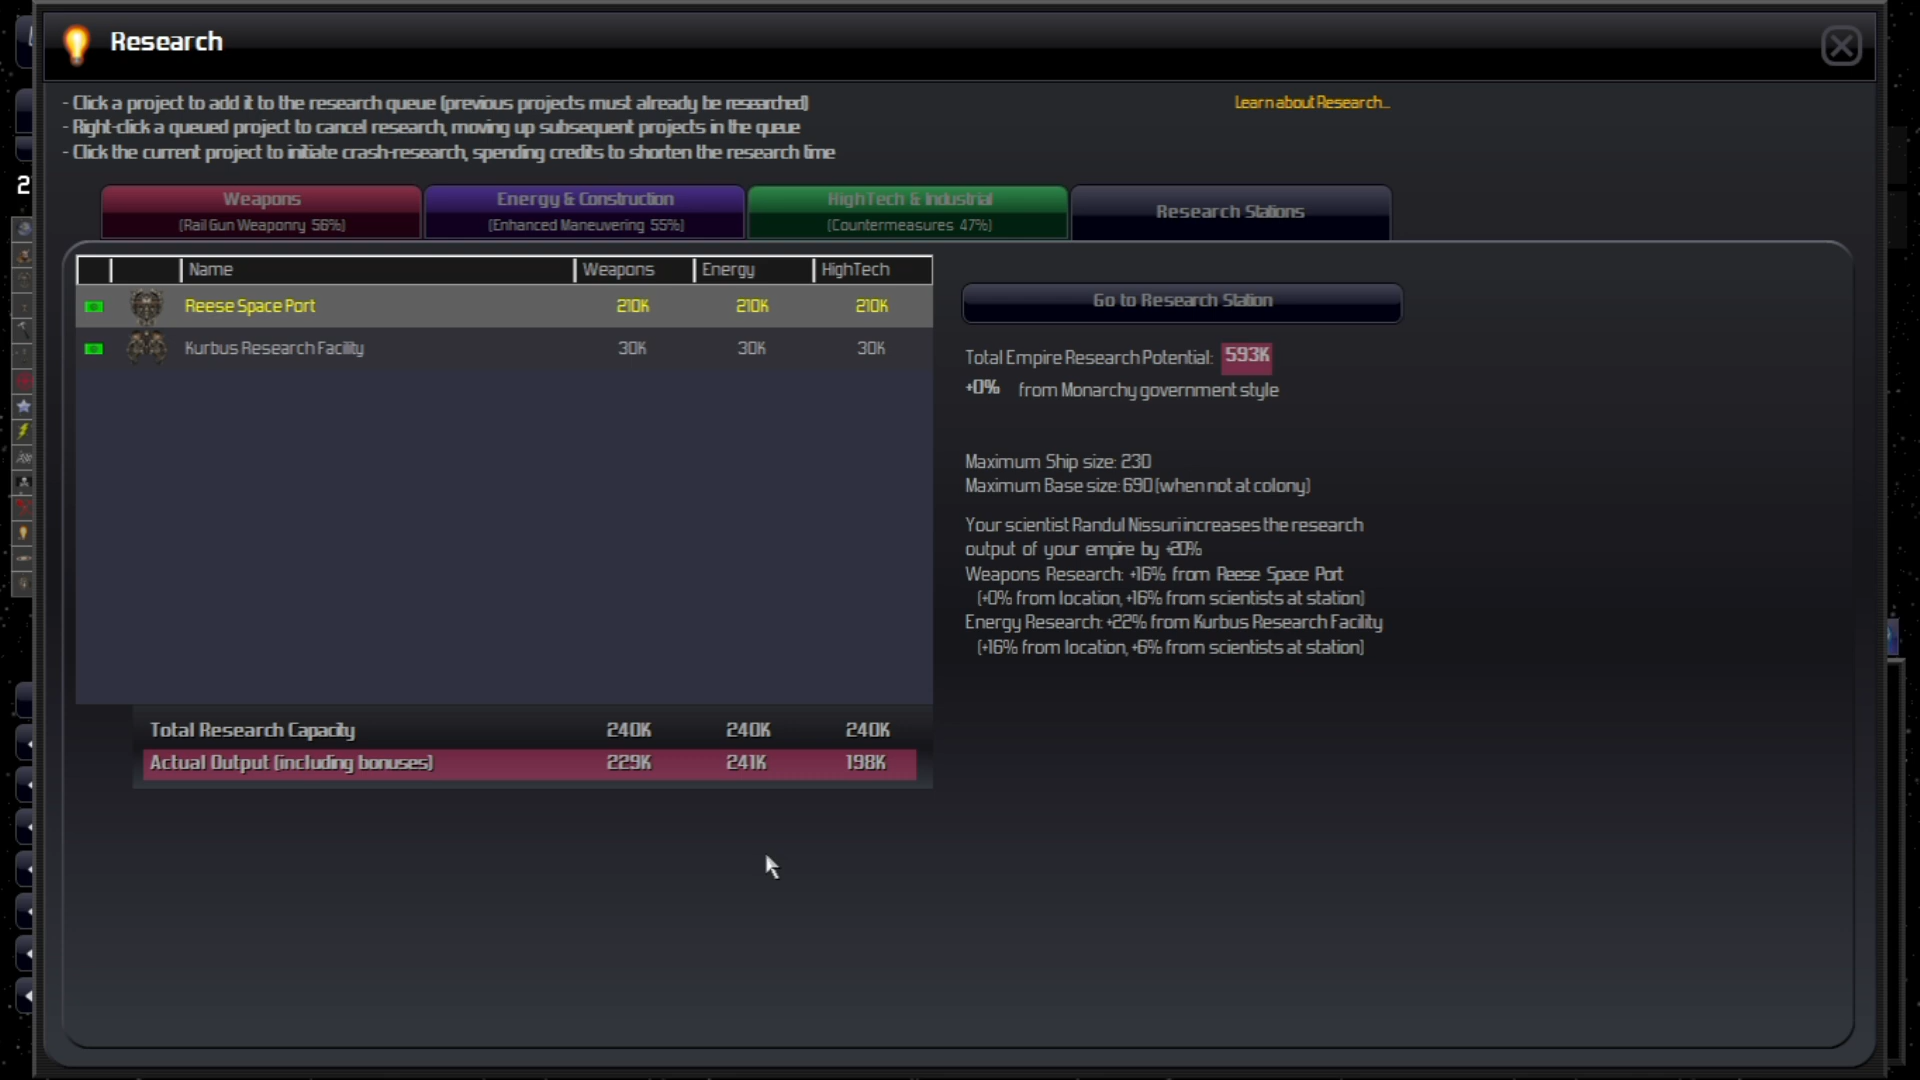 Research
- Click a project to add it to the research queue (previous projects must already be researched)
- Right-click a queued project to cancel research, moving up subsequent projects in the queue
- Click the current project to initiate crash-research, spending credits to shorten the research time
Learn about Research...
Weapons
(Rail Gun Weaponry 56%)
Energy & Construction
(Enhanced Maneuvering 55%)
HighTech & Industrial
(Countermeasures 47%)
Research Stations
Name Weapons Energy HighTech
Reese Space Port 210K 210K 210K
Kurbus Research Facility 30K 30K 30K
Total Research Capacity 240K 240K 240K
Actual Output (including bonuses) 229K 241K 198K
Go to Research Station
Total Empire Research Potential: 593K
+0% from Monarchy government style
Maximum Ship size: 230
Maximum Base size: 690 (when not at colony)
Your scientist Randul Nissuri increases the research
output of your empire by +20%
Weapons Research: +16% from Reese Space Port
(+0% from location, +16% from scientists at station)
Energy Research: +22% from Kurbus Research Facility
(+16% from location, +6% from scientists at station)